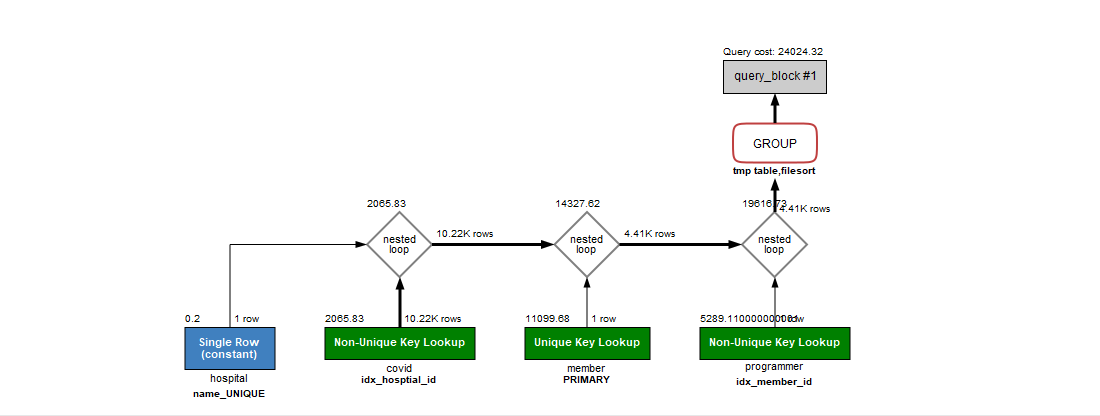 Query cost: 24024.32
query_block #1
GROUP
tmp table,filesort
2065.83
14327.62
19616.73
4.41K rows
nested
loop
10.22K rows
nested
loop
4.41K rows
nested
loop
0.2
1 row
2065.83
10.22K rows
11099.68
1 row
1 row
Single Row
(constant)
Non-Unique Key Lookup
Unique Key Lookup
Non-Unique Key Lookup
hospital
name_UNIQUE
covid
idx_hosptial_id
member
PRIMARY
programmer
idx_member_id